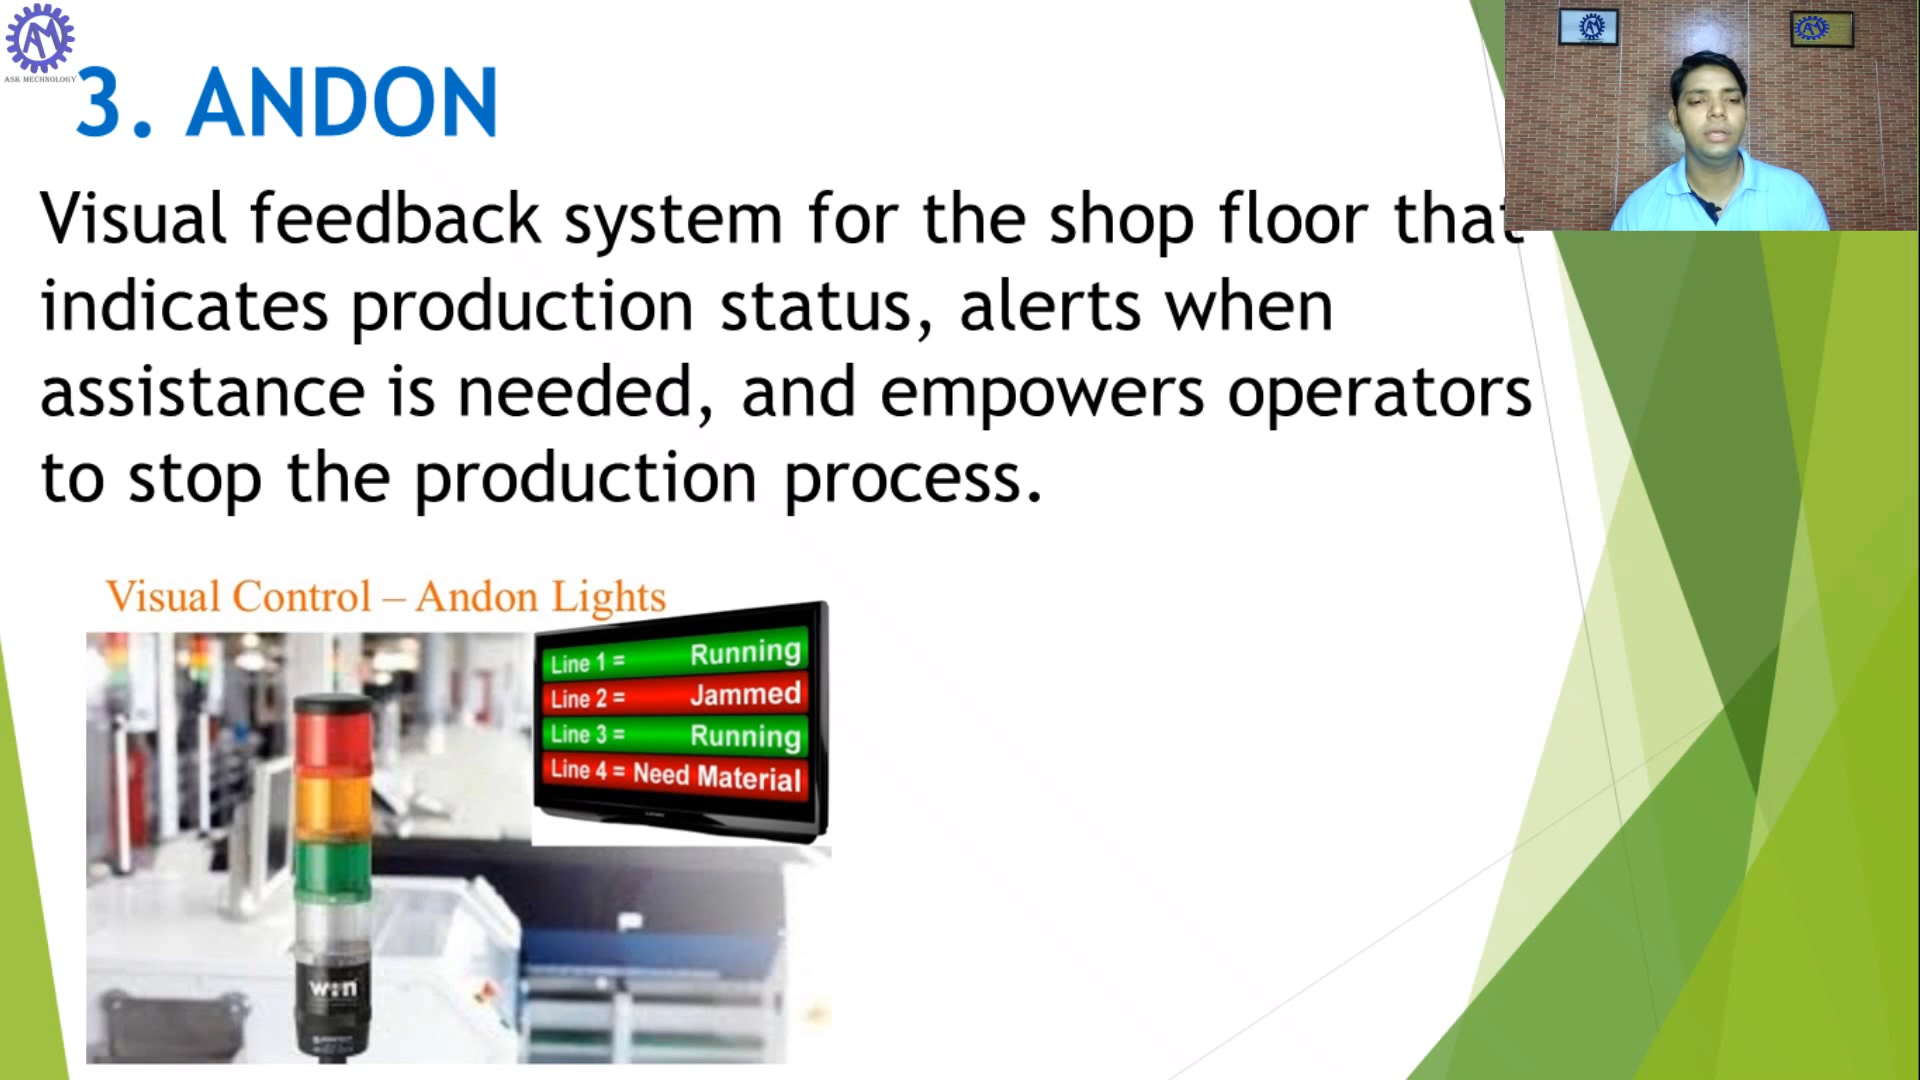 ASK MECHNOLOGY
3. ANDON
Visual feedback system for the shop floor that
indicates production status, alerts when
assistance is needed, and empowers operators
to stop the production process.
Visual Control – Andon Lights
Line 1 = Running
Line 2 = Jammed
Line 3 = Running
Line 4 = Need Material